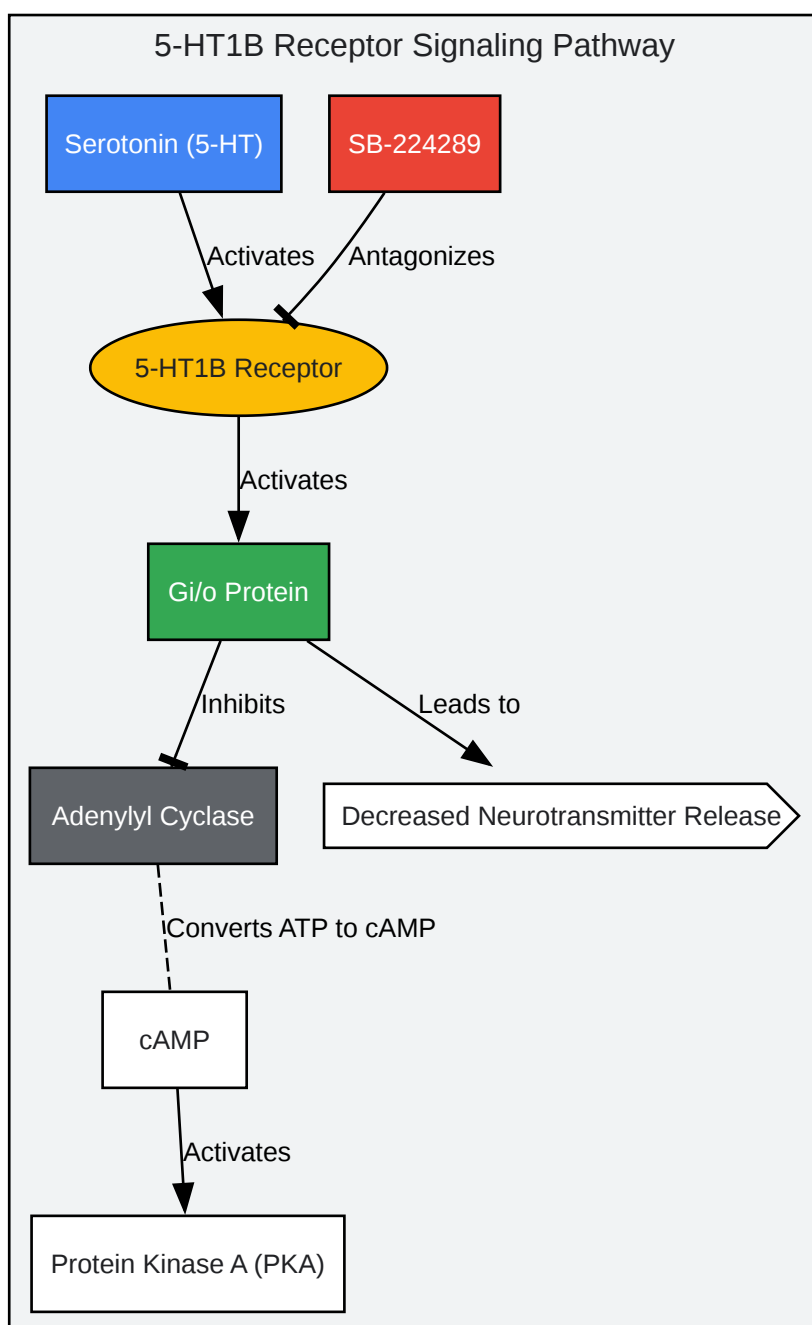 5-HT1B Receptor Signaling Pathway
Serotonin (5-HT)
SB-224289
Activates
Antagonizes
5-HT1B Receptor
Activates
Gi/o Protein
Inhibits
Leads to
Adenylyl Cyclase
Decreased Neurotransmitter Release
Converts ATP to cAMP
cAMP
Activates
Protein Kinase A (PKA)